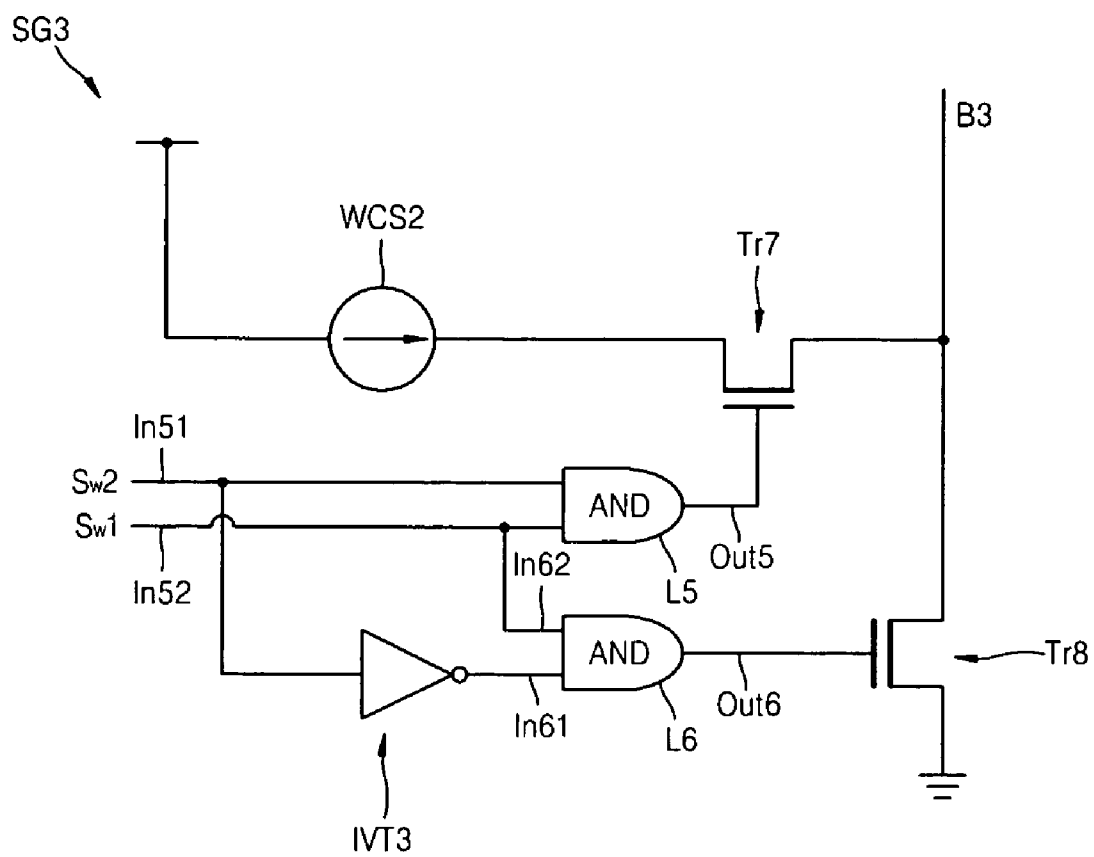 SG3
B3
WCS2
Tr7
In51
Sw2
AND
Sw1
Out5
In52
In62
L5
AND
Tr8
Out6
In61
L6
IVT3